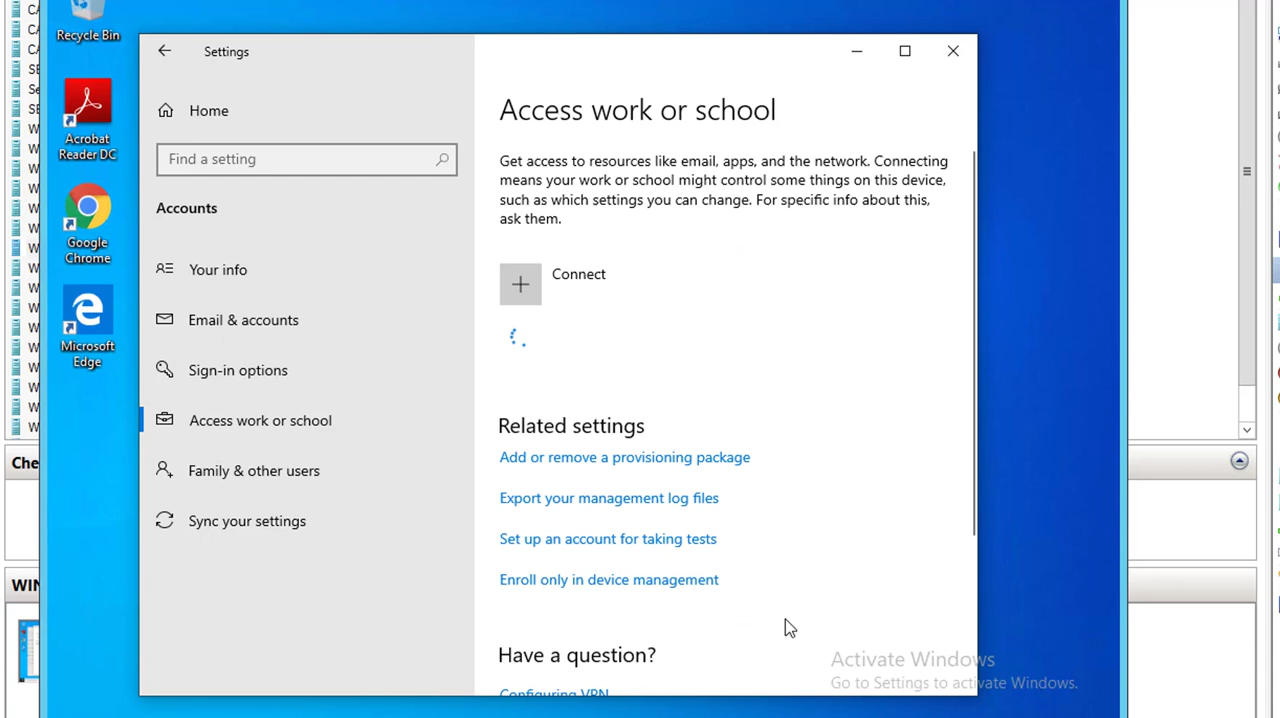 Recycle Bin
Acrobat
Reader DC
Google
Chrome
Microsoft
Edge
Settings
Home
Find a setting
Accounts
Your info
Email & accounts
Sign-in options
Access work or school
Family & other users
Sync your settings
Access work or school
Get access to resources like email, apps, and the network. Connecting
means your work or school might control some things on this device,
such as which settings you can change. For specific info about this,
ask them.
Connect
Related settings
Add or remove a provisioning package
Export your management log files
Set up an account for taking tests
Enroll only in device management
Have a question?
Configuring VPN
Activate Windows
Go to Settings to activate Windows.